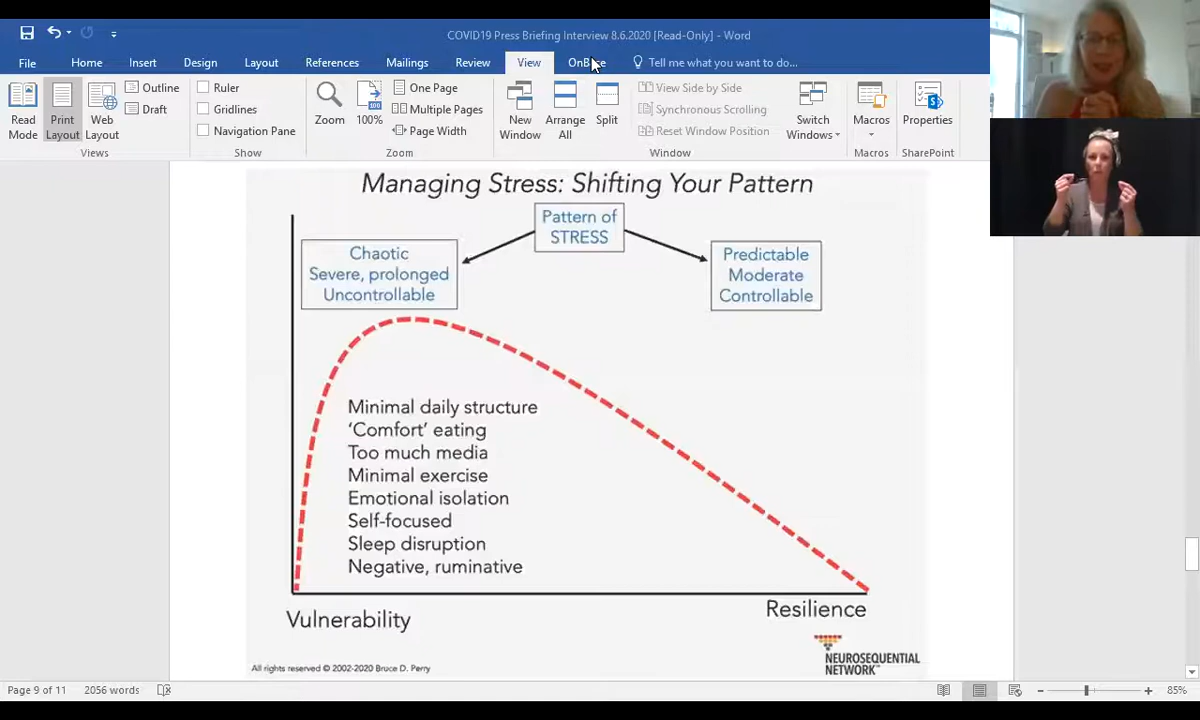 COVID19 Press Briefing Interview 8.6.2020 [Read-Only] - Word
File Home Insert Design Layout References Mailings Review View OnBase Tell me what you want to do...
Read Mode
Print Layout
Web Layout
Outline
Draft
Views
Ruler
Gridlines
Navigation Pane
Show
Zoom
100%
One Page
Multiple Pages
Page Width
Zoom
New Window
Arrange All
Split
View Side by Side
Synchronous Scrolling
Reset Window Position
Window
Switch Windows
Macros
Macros
Properties
SharePoint
Managing Stress: Shifting Your Pattern
Pattern of
STRESS
Chaotic
Severe, prolonged
Uncontrollable
Predictable
Moderate
Controllable
Minimal daily structure
‘Comfort’ eating
Too much media
Minimal exercise
Emotional isolation
Self-focused
Sleep disruption
Negative, ruminative
Vulnerability
Resilience
All rights reserved © 2002-2020 Bruce D. Perry
NEUROSEQUENTIAL
NETWORK™
Page 9 of 11 2056 words
85%